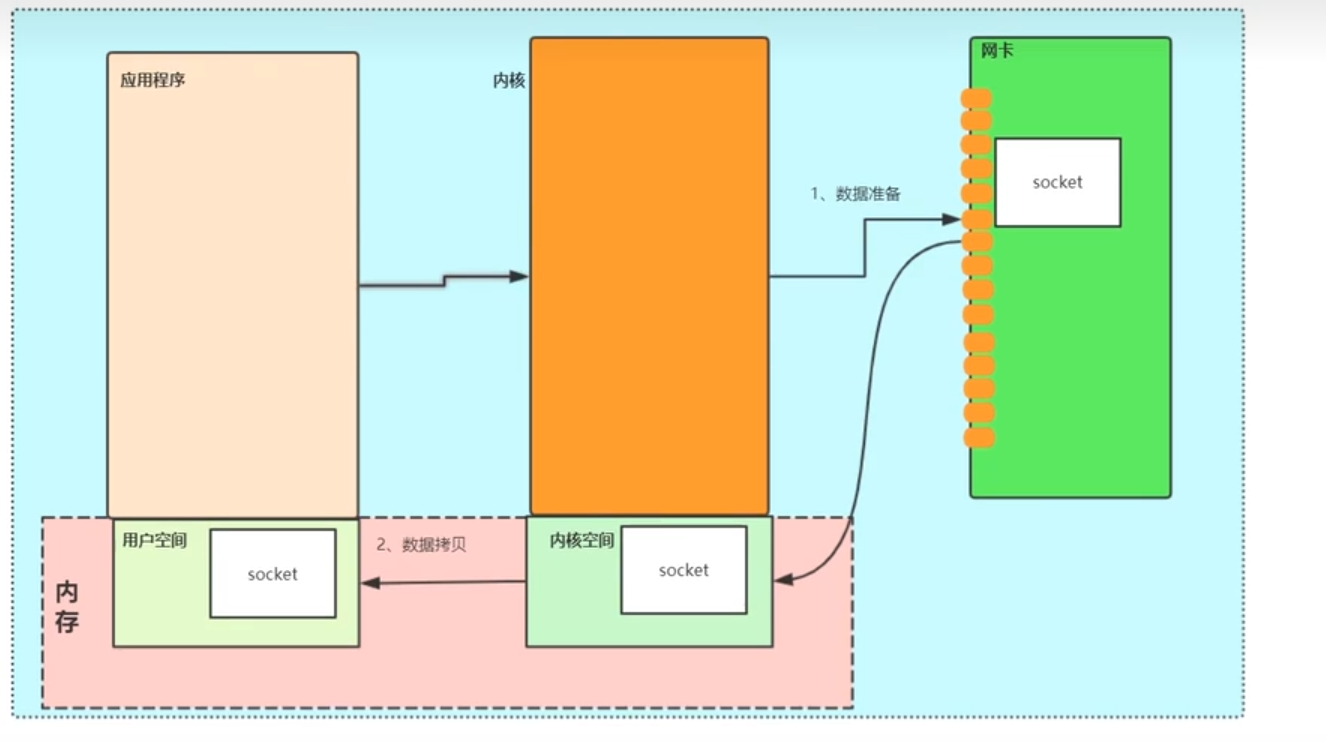 应用程序
内核
网卡
socket
1、数据准备
用户空间
socket
2、数据拷贝
内核空间
socket
内
存